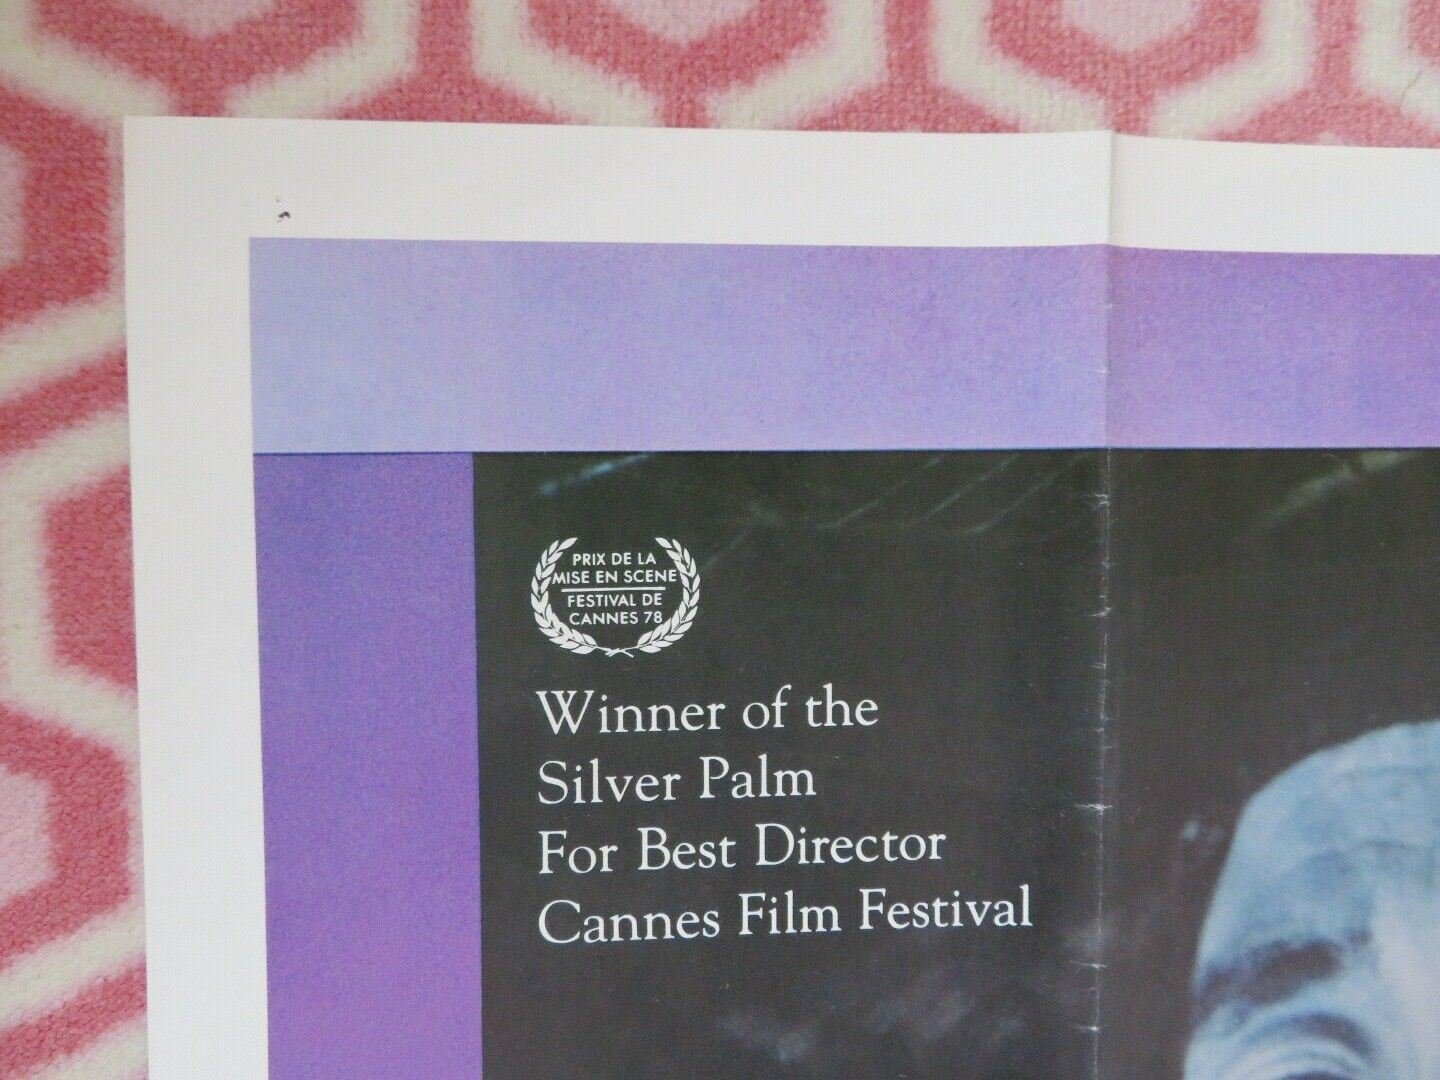 PRIX DE LA
MISE EN SCENE
FESTIVAL DE
CANNES 78
Winner of the
Silver Palm
For Best Director
Cannes Film Festival